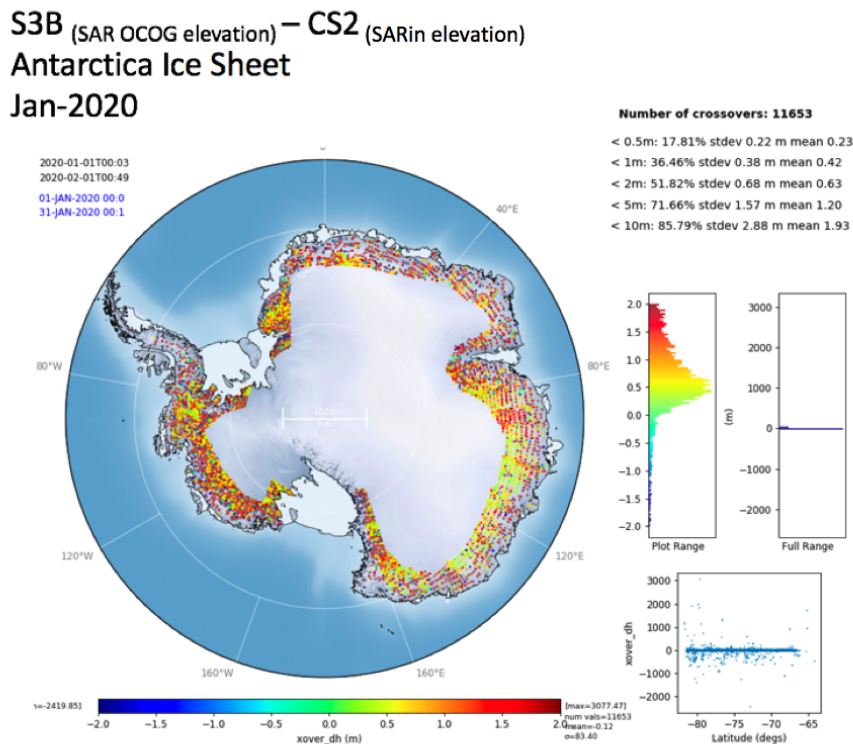 S3B (SAR OCOG elevation) – CS2 (SARin elevation)
Antarctica Ice Sheet
Jan-2020
Number of crossovers: 11653
< 0.5m: 17.81% stdev 0.22 m mean 0.23
< 1m: 36.46% stdev 0.38 m mean 0.42
< 2m: 51.82% stdev 0.68 m mean 0.63
< 5m: 71.66% stdev 1.57 m mean 1.20
< 10m: 85.79% stdev 2.88 m mean 1.93
2020-01-01T00:03
2020-02-01T00:49
01-JAN-2020 00:0
31-JAN-2020 00:1
40°E
80°W
80°E
1000
km
120°W
120°E
160°W
160°E
2.0
1.5
1.0
0.5
0.0
−0.5
−1.0
−1.5
−2.0
Plot Range
(m)
3000
2000
1000
0
−1000
−2000
Full Range
xover_dh
3000
2000
1000
0
−1000
−2000
−80
−75
−70
−65
Latitude (degs)
=-2419.85]
−2.0
−1.5
−1.0
−0.5
0.0
0.5
1.0
1.5
2.0
xover_dh (m)
[max=3077.47]
num vals=11653
mean=-0.12
σ=83.40